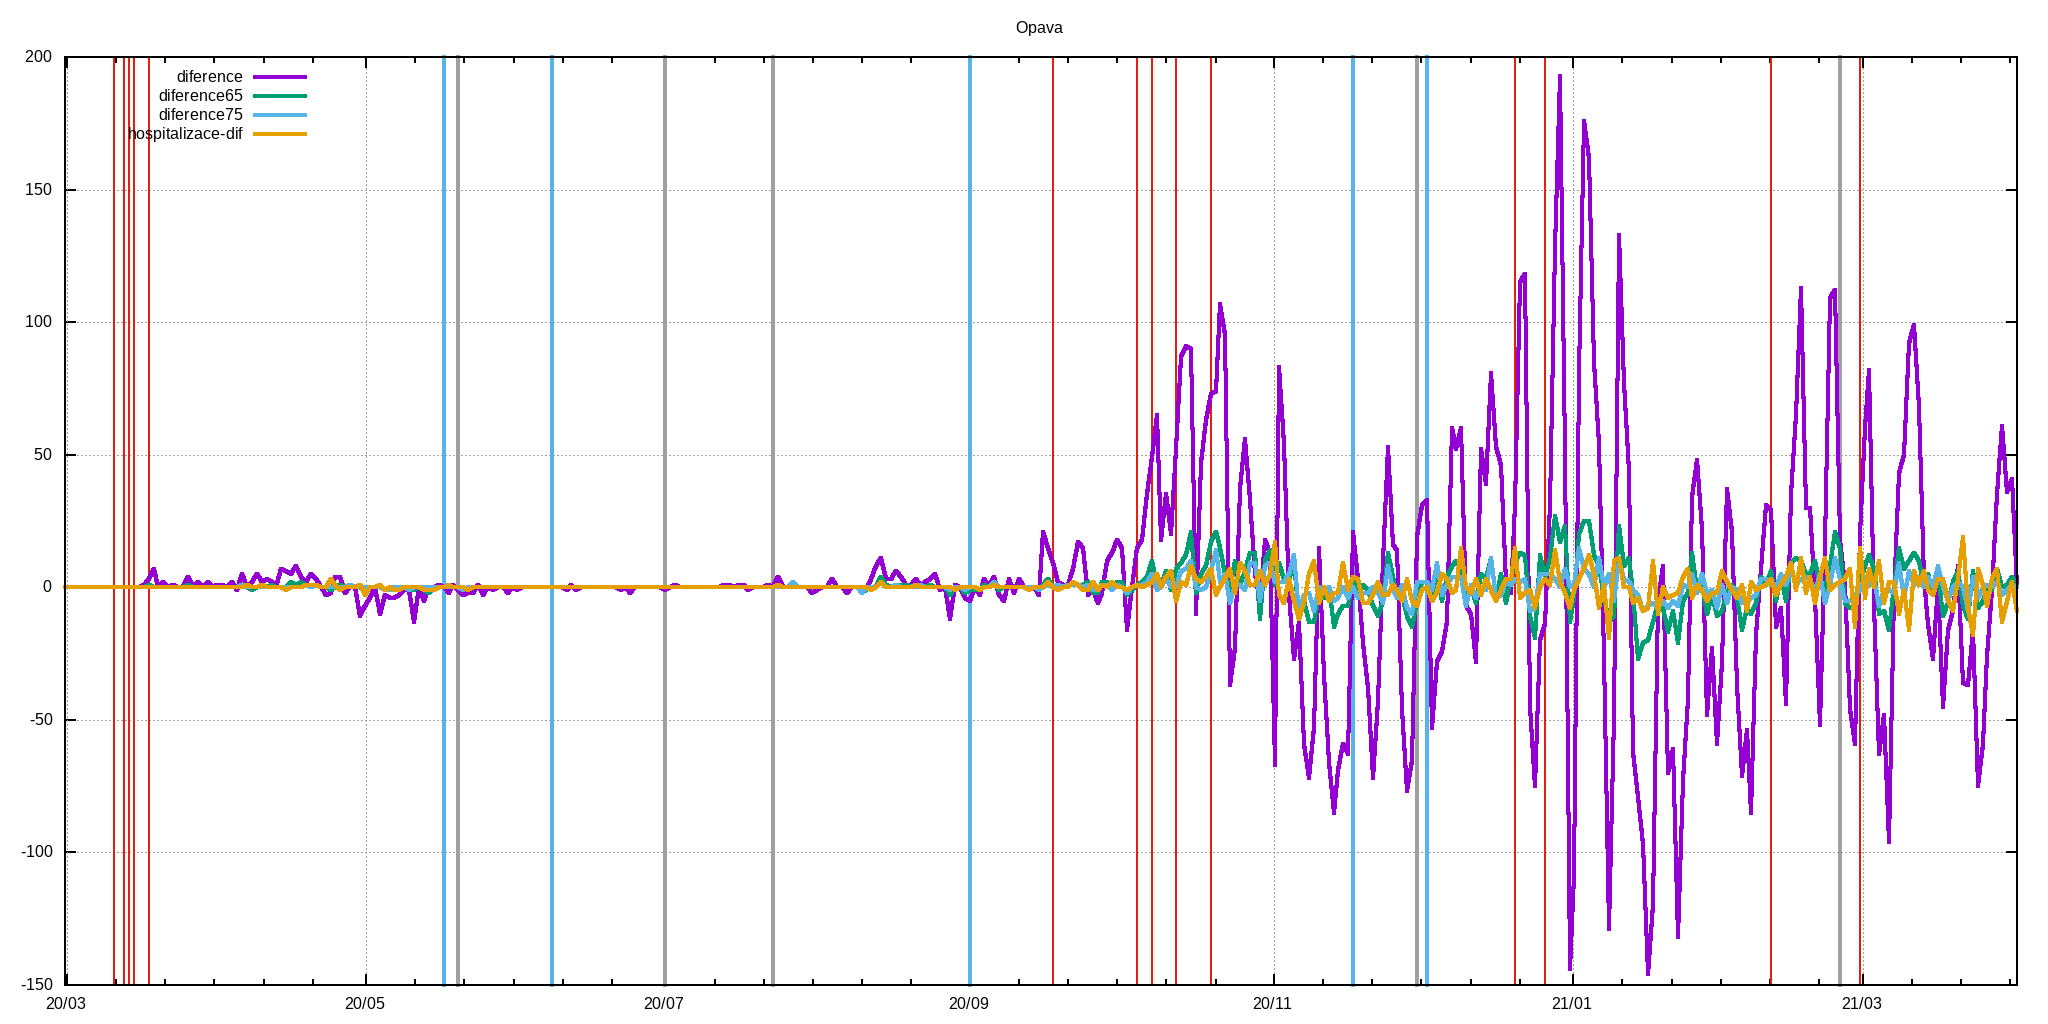 Opava
200
diference
diference65
diference75
hospitalizace-dif
150
100
50
0
-50
-100
-150
20/03 20/05 20/07 20/09 20/11 21/01 21/03